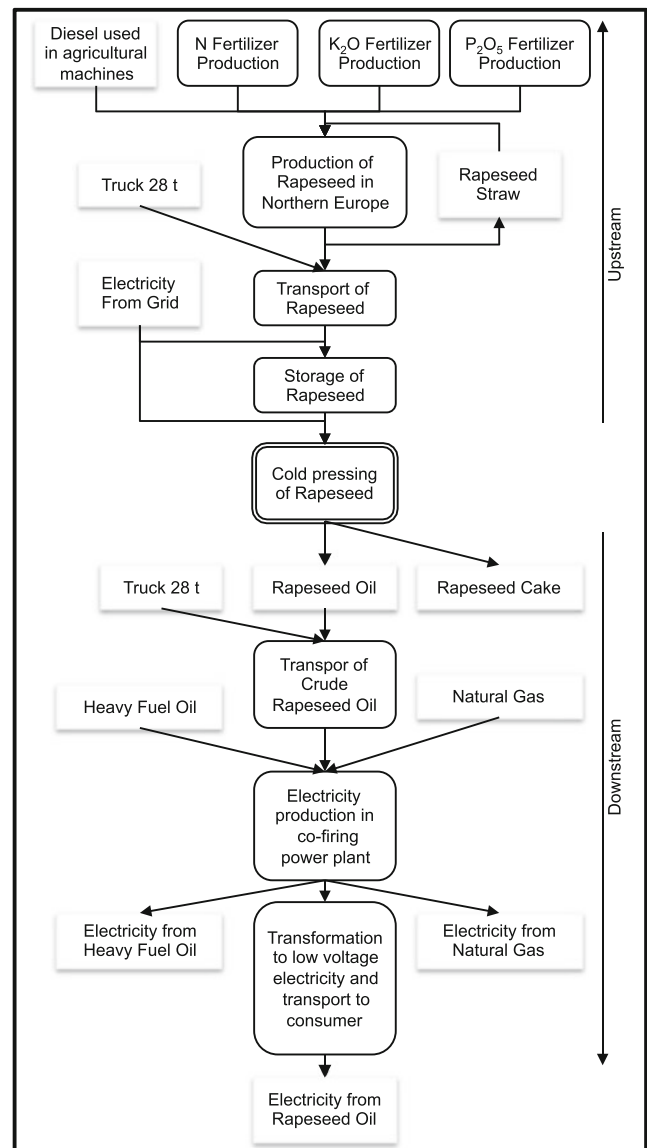 Diesel used
in agricultural
machines
N Fertilizer
Production
K₂O Fertilizer
Production
P₂O₅ Fertilizer
Production
Production of
Rapeseed in
Northern Europe
Rapeseed
Straw
Truck 28 t
Upstream
Electricity
From Grid
Transport of
Rapeseed
Storage of
Rapeseed
Cold pressing
of Rapeseed
Truck 28 t
Rapeseed Oil
Rapeseed Cake
Transpor of
Crude
Rapeseed Oil
Heavy Fuel Oil
Natural Gas
Downstream
Electricity
production in
co-firing
power plant
Electricity from
Heavy Fuel Oil
Transformation
to low voltage
electricity and
transport to
consumer
Electricity from
Natural Gas
Electricity from
Rapeseed Oil